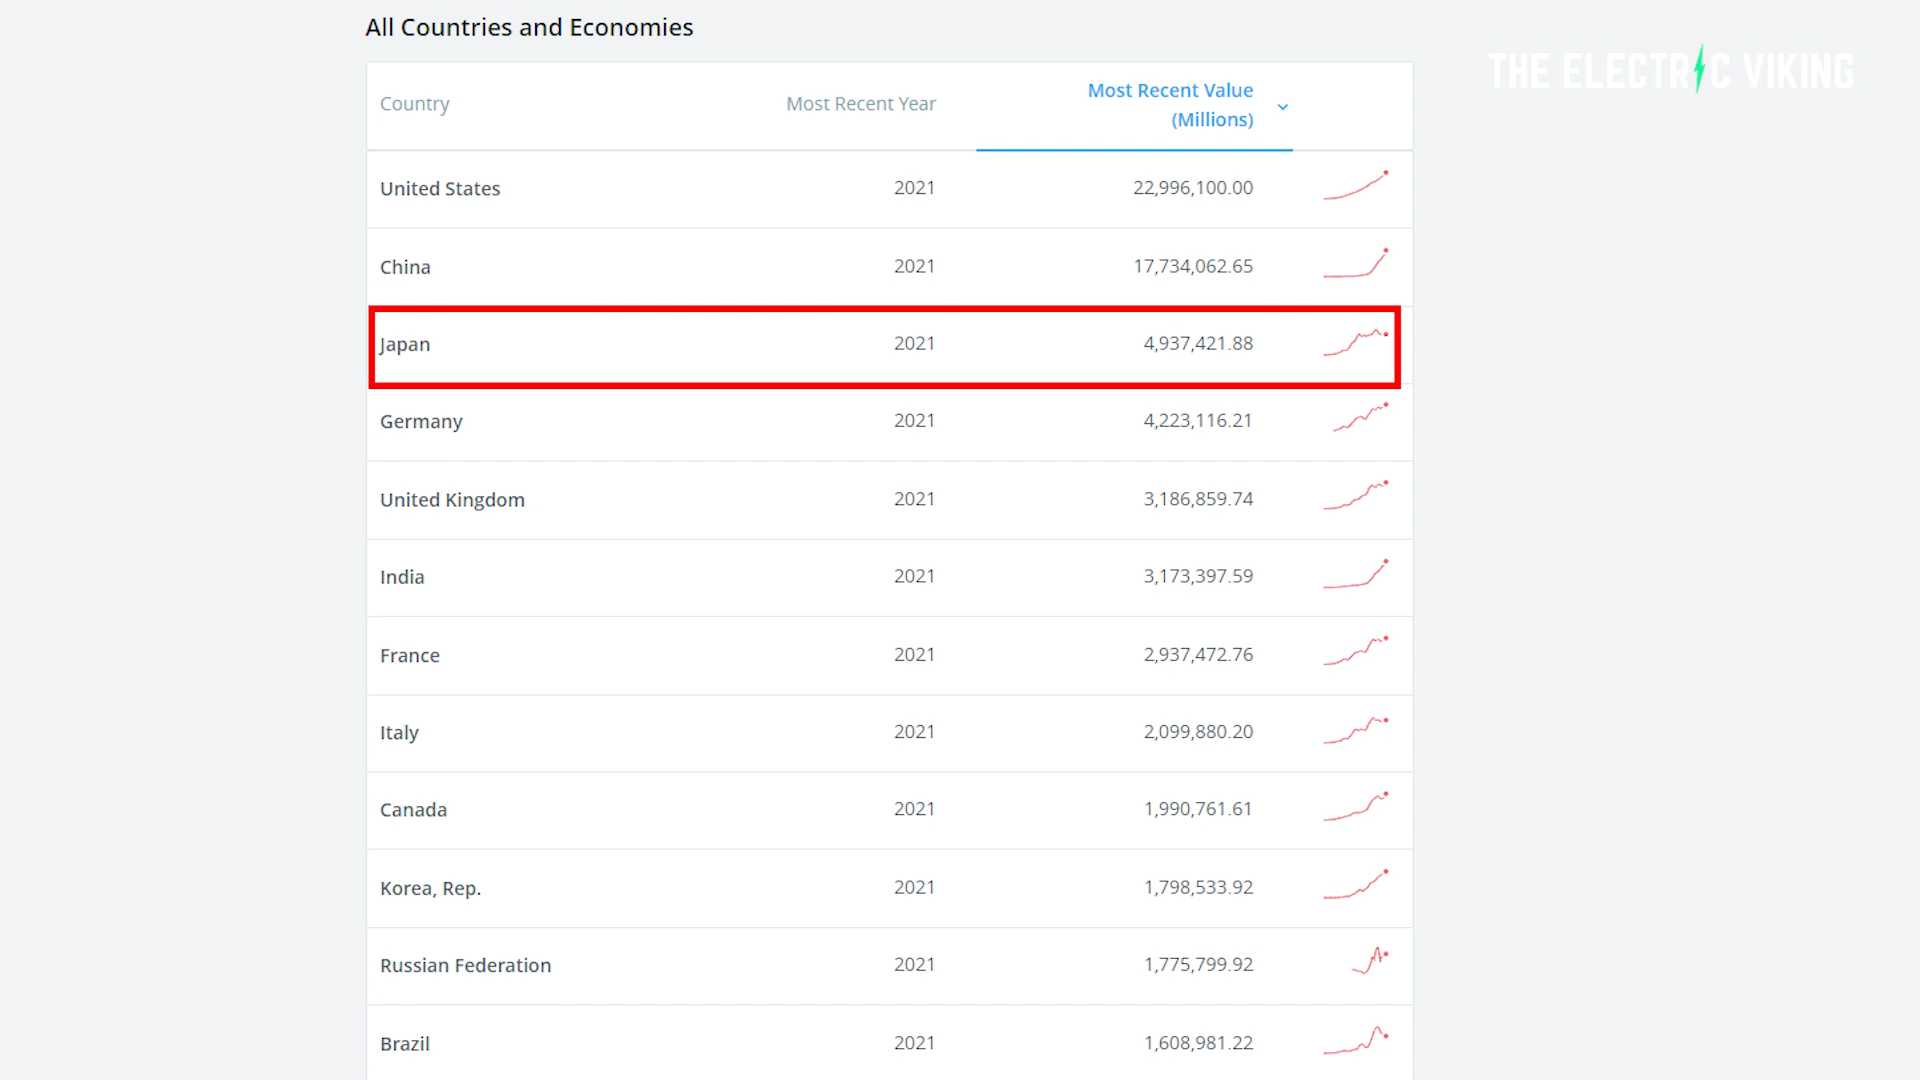 All Countries and Economies
THE ELECTRIC VIKING
Country Most Recent Year Most Recent Value
(Millions)
United States 2021 22,996,100.00
China 2021 17,734,062.65
Japan 2021 4,937,421.88
Germany 2021 4,223,116.21
United Kingdom 2021 3,186,859.74
India 2021 3,173,397.59
France 2021 2,937,472.76
Italy 2021 2,099,880.20
Canada 2021 1,990,761.61
Korea, Rep. 2021 1,798,533.92
Russian Federation 2021 1,775,799.92
Brazil 2021 1,608,981.22